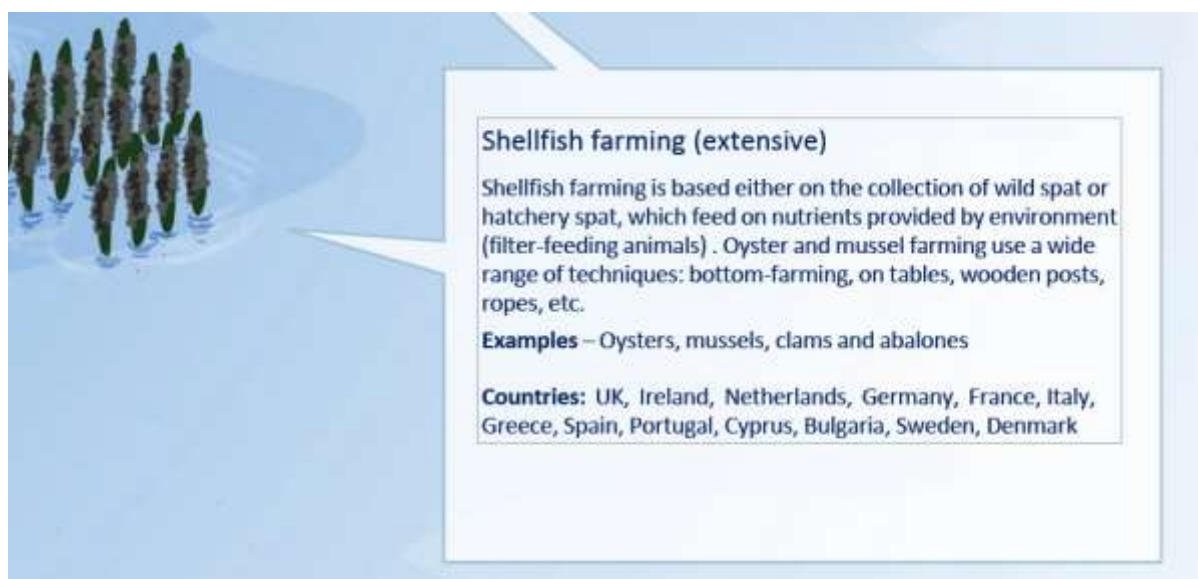 Shellfish farming (extensive)
Shellfish farming is based either on the collection of wild spat or
hatchery spat, which feed on nutrients provided by environment
(filter-feeding animals) . Oyster and mussel farming use a wide
range of techniques: bottom-farming, on tables, wooden posts,
ropes, etc.
Examples – Oysters, mussels, clams and abalones
Countries: UK, Ireland, Netherlands, Germany, France, Italy,
Greece, Spain, Portugal, Cyprus, Bulgaria, Sweden, Denmark